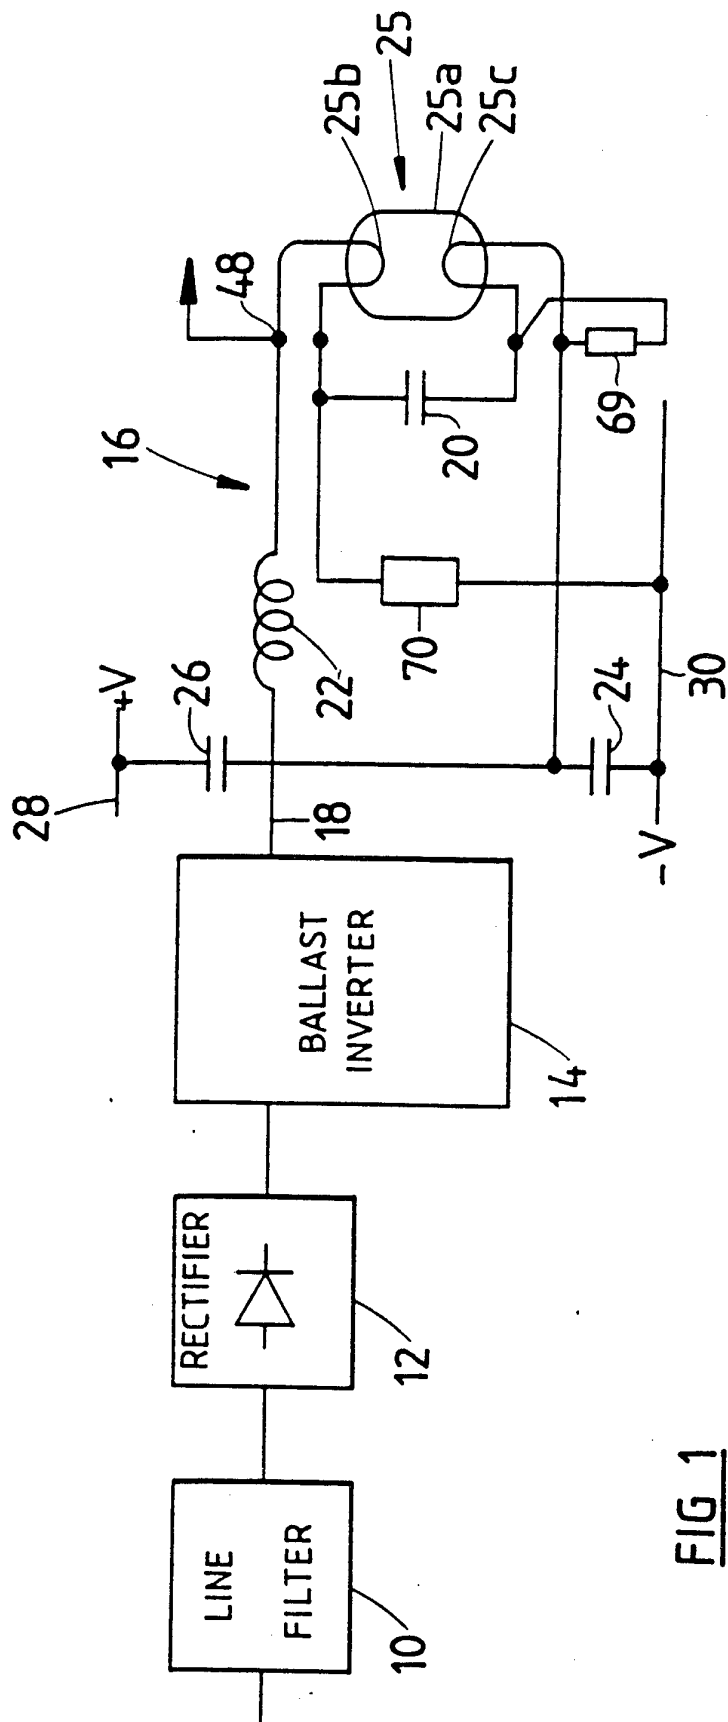 LINE
FILTER
10
RECTIFIER
12
BALLAST
INVERTER
14
18
28
+V
26
22
16
48
25
25b
25a
25c
20
69
70
24
30
-V
FIG 1